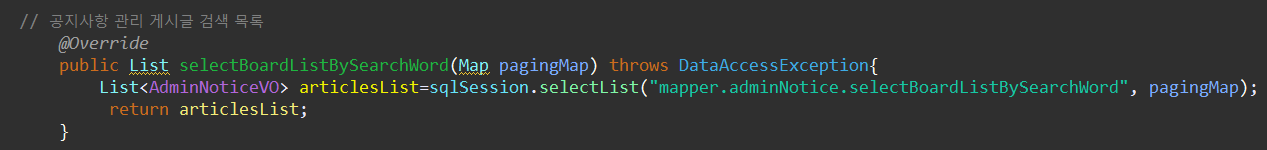 // 공지사항 관리 게시글 검색 목록
@Override
public List selectBoardListBySearchWord(Map pagingMap) throws DataAccessException{
List<AdminNoticeVO> articlesList=sqlSession.selectList("mapper.adminNotice.selectBoardListBySearchWord", pagingMap);
return articlesList;
}